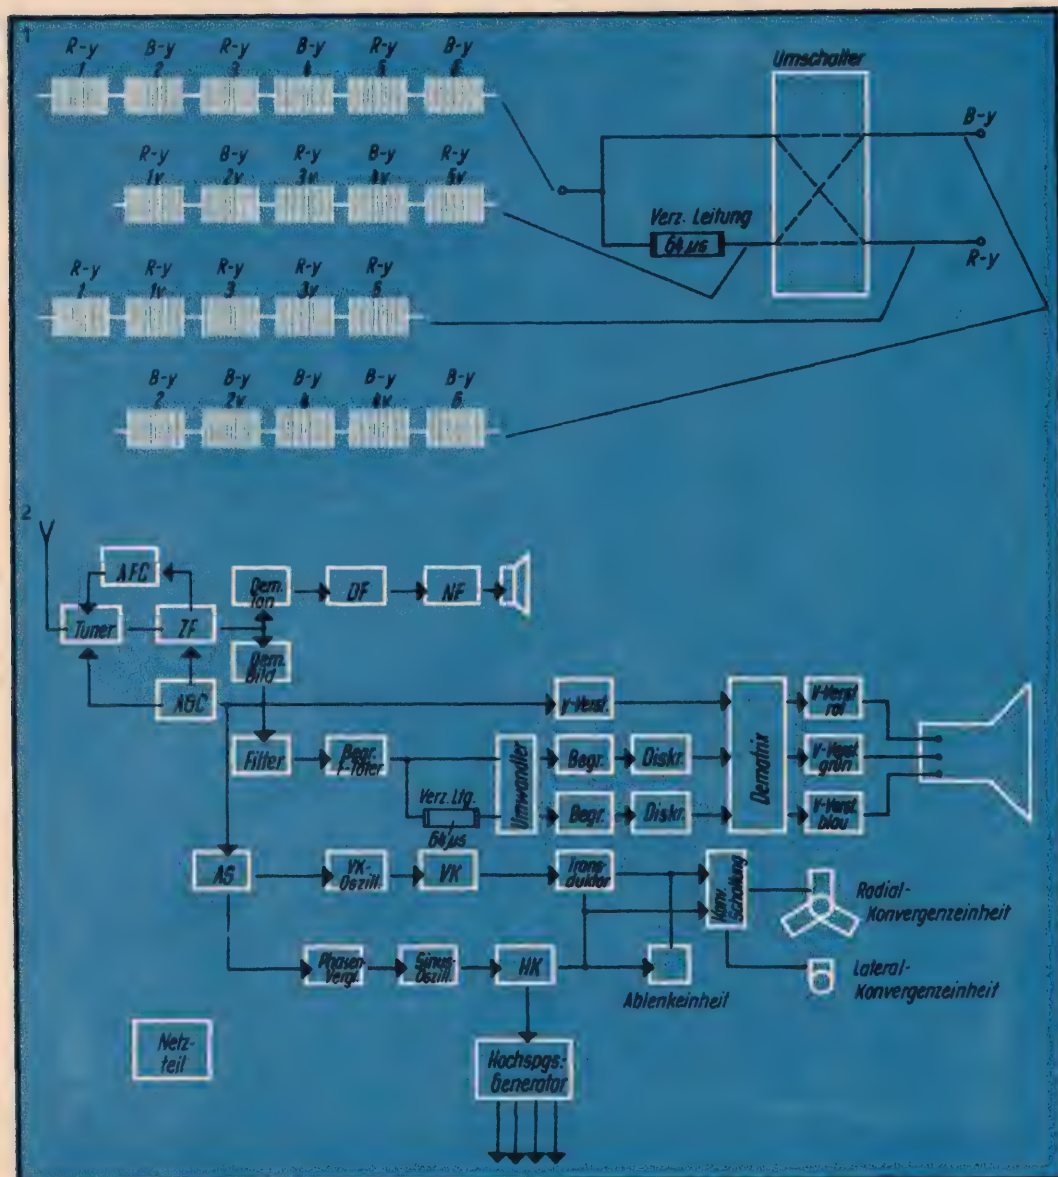 1
R-y B-y R-y B-y R-y B-y
1 2 3 4 5 6
Umschalter
B-y
R-y B-y R-y B-y R-y
1v 2v 3v 4v 5v
Verz. Leitung
64 µs
R-y
R-y R-y R-y R-y R-y
1 1v 3 3v 5
B-y B-y B-y B-y B-y
2 2v 4 4v 6
2
AFC
Dem.
Ton
DF
NF
Tuner
ZF
Dem.
Bild
AGC
y-Verst.
V-Verst.
rot
Filter
Begr.
F-Töter
Umwandler
Begr.
Diskr.
Dematrix
V-Verst.
grün
Verz. Ltg.
64 µs
Begr.
Diskr.
V-Verst.
blau
AS
VK-
Oszill.
VK
Trans-
duktor
Konv.
Schaltung
Radial-
Konvergenzeinheit
Phasen-
Vergl.
Sinus-
Oszill.
HK
Ablenkeinheit
Lateral-
Konvergenzeinheit
Netz-
teil
Hochspgs.-
Generator